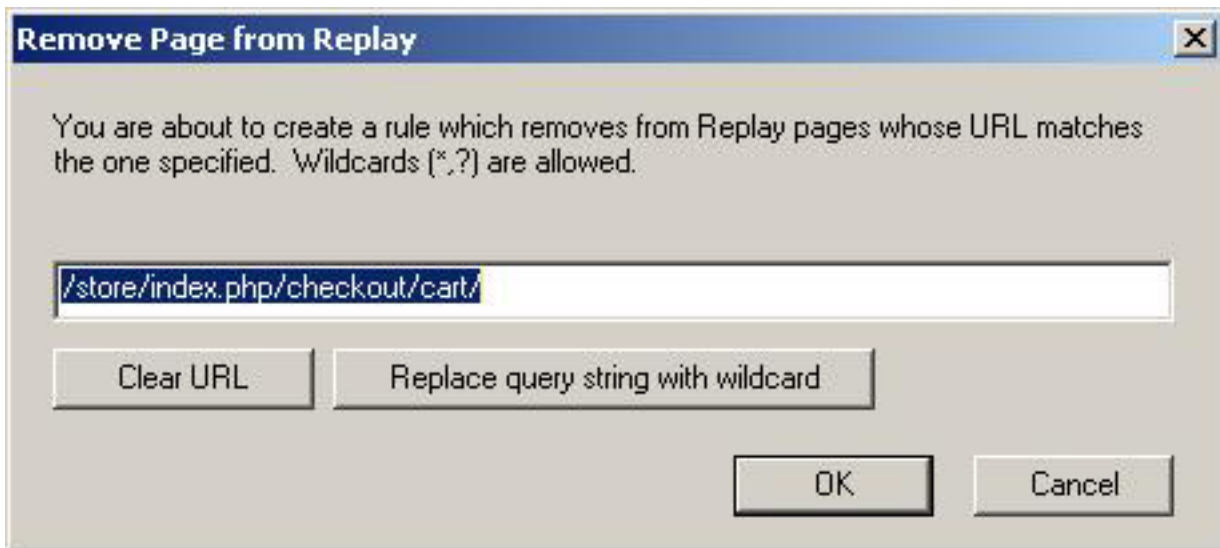 Remove Page from Replay
You are about to create a rule which removes from Replay pages whose URL matches
the one specified.  Wildcards (*,?) are allowed.
/store/index.php/checkout/cart/
Clear URL
Replace query string with wildcard
OK
Cancel